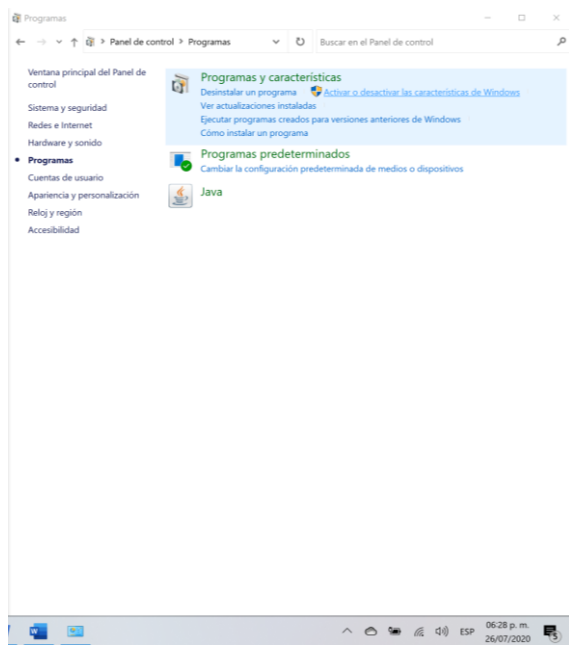 Programas
Panel de control > Programas
Buscar en el Panel de control
Ventana principal del Panel de
control
Sistema y seguridad
Redes e Internet
Hardware y sonido
Programas
Cuentas de usuario
Apariencia y personalización
Reloj y región
Accesibilidad
Programas y características
Desinstalar un programa
Activar o desactivar las características de Windows
Ver actualizaciones instaladas
Ejecutar programas creados para versiones anteriores de Windows
Cómo instalar un programa
Programas predeterminados
Cambiar la configuración predeterminada de medios o dispositivos
Java
ESP
06:28 p. m.
26/07/2020
5